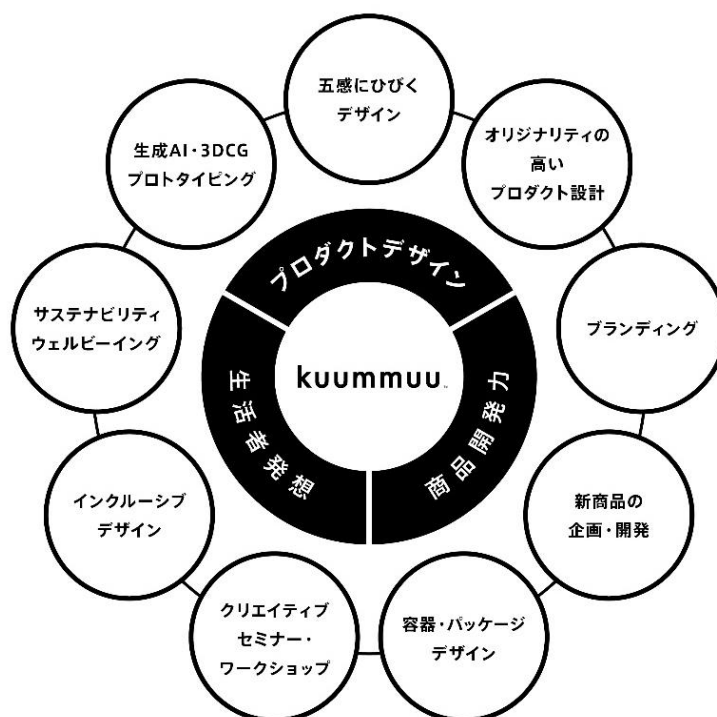 五感にひびく
デザイン
オリジナリティの
高い
プロダクト設計
ブランディング
新商品の
企画・開発
容器・パッケージ
デザイン
クリエイティブ
セミナー・
ワークショップ
インクルーシブ
デザイン
サステナビリティ
ウェルビーイング
生成AI・3DCG
プロトタイピング
プロダクトデザイン
商品開発力
生活者発想
kuummuu™